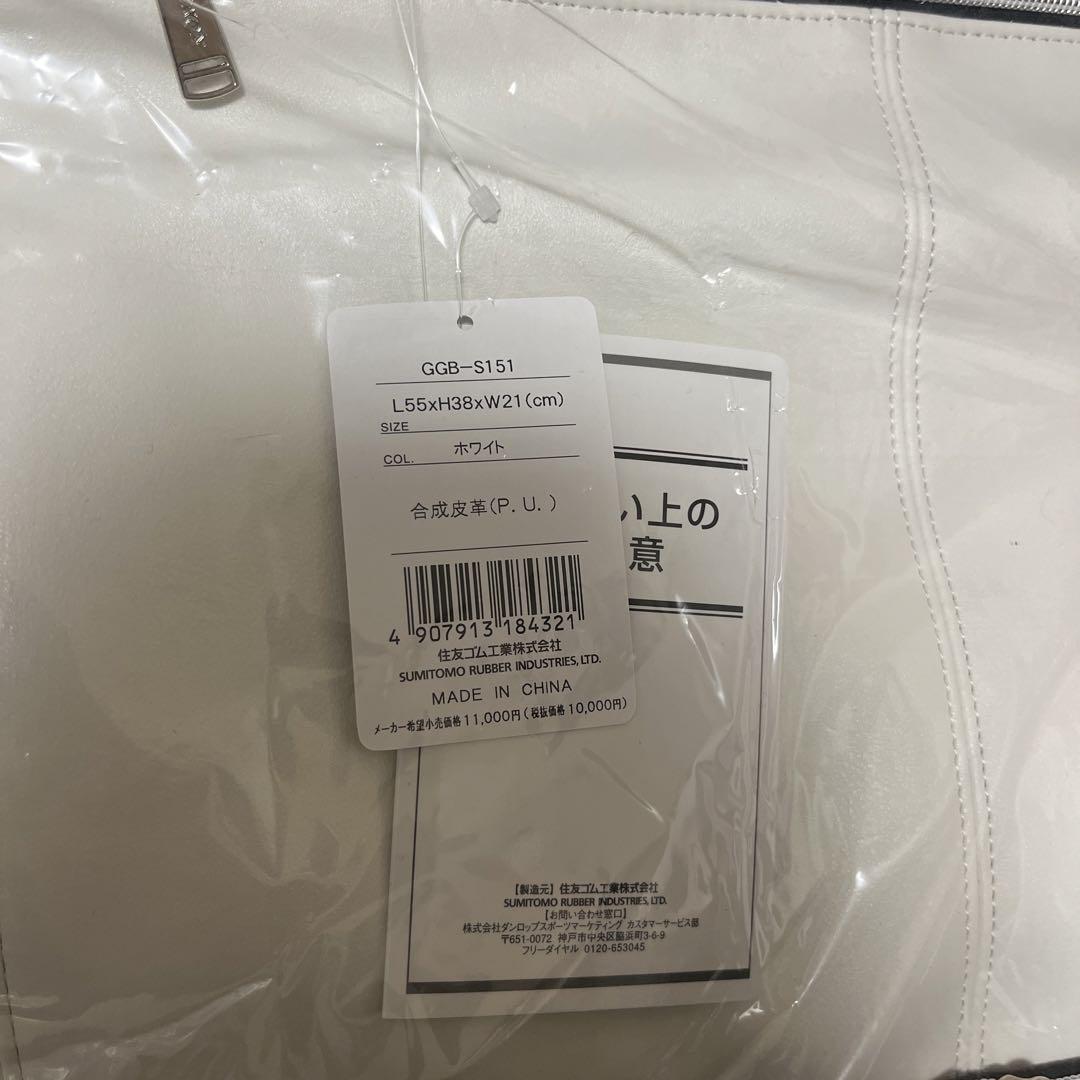 GGB-S151
L55xH38xW21(cm)
SIZE
COL. ホワイト
合成皮革(P.U.)
4 907913 184321
住友ゴム工業株式会社
SUMITOMO RUBBER INDUSTRIES, LTD.
MADE IN CHINA
メーカー希望小売価格11,000円(税抜価格10,000円)
い上の
意
【製造元】住友ゴム工業株式会社
SUMITOMO RUBBER INDUSTRIES, LTD.
【お問い合わせ窓口】
株式会社ダンロップスポーツマーケティング カスタマーサービス部
〒651-0072 神戸市中央区脇浜町3-6-9
フリーダイヤル 0120-653045